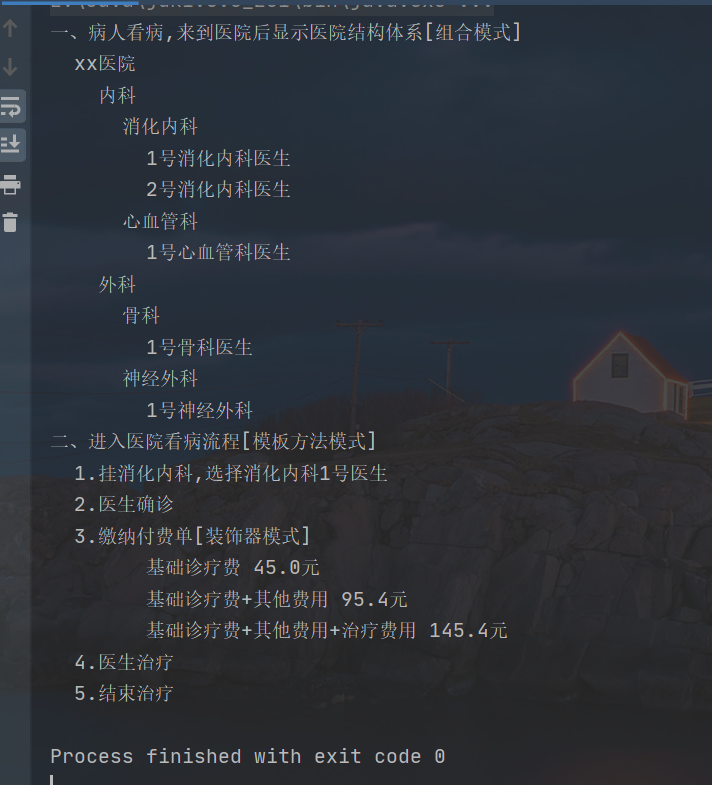 一、病人看病,来到医院后显示医院结构体系[组合模式]
xx医院
内科
消化内科
1号消化内科医生
2号消化内科医生
心血管科
1号心血管科医生
外科
骨科
1号骨科医生
神经外科
1号神经外科
二、进入医院看病流程[模板方法模式]
1.挂消化内科,选择消化内科1号医生
2.医生确诊
3.缴纳付费单[装饰器模式]
基础诊疗费 45.0元
基础诊疗费+其他费用 95.4元
基础诊疗费+其他费用+治疗费用 145.4元
4.医生治疗
5.结束治疗
Process finished with exit code 0